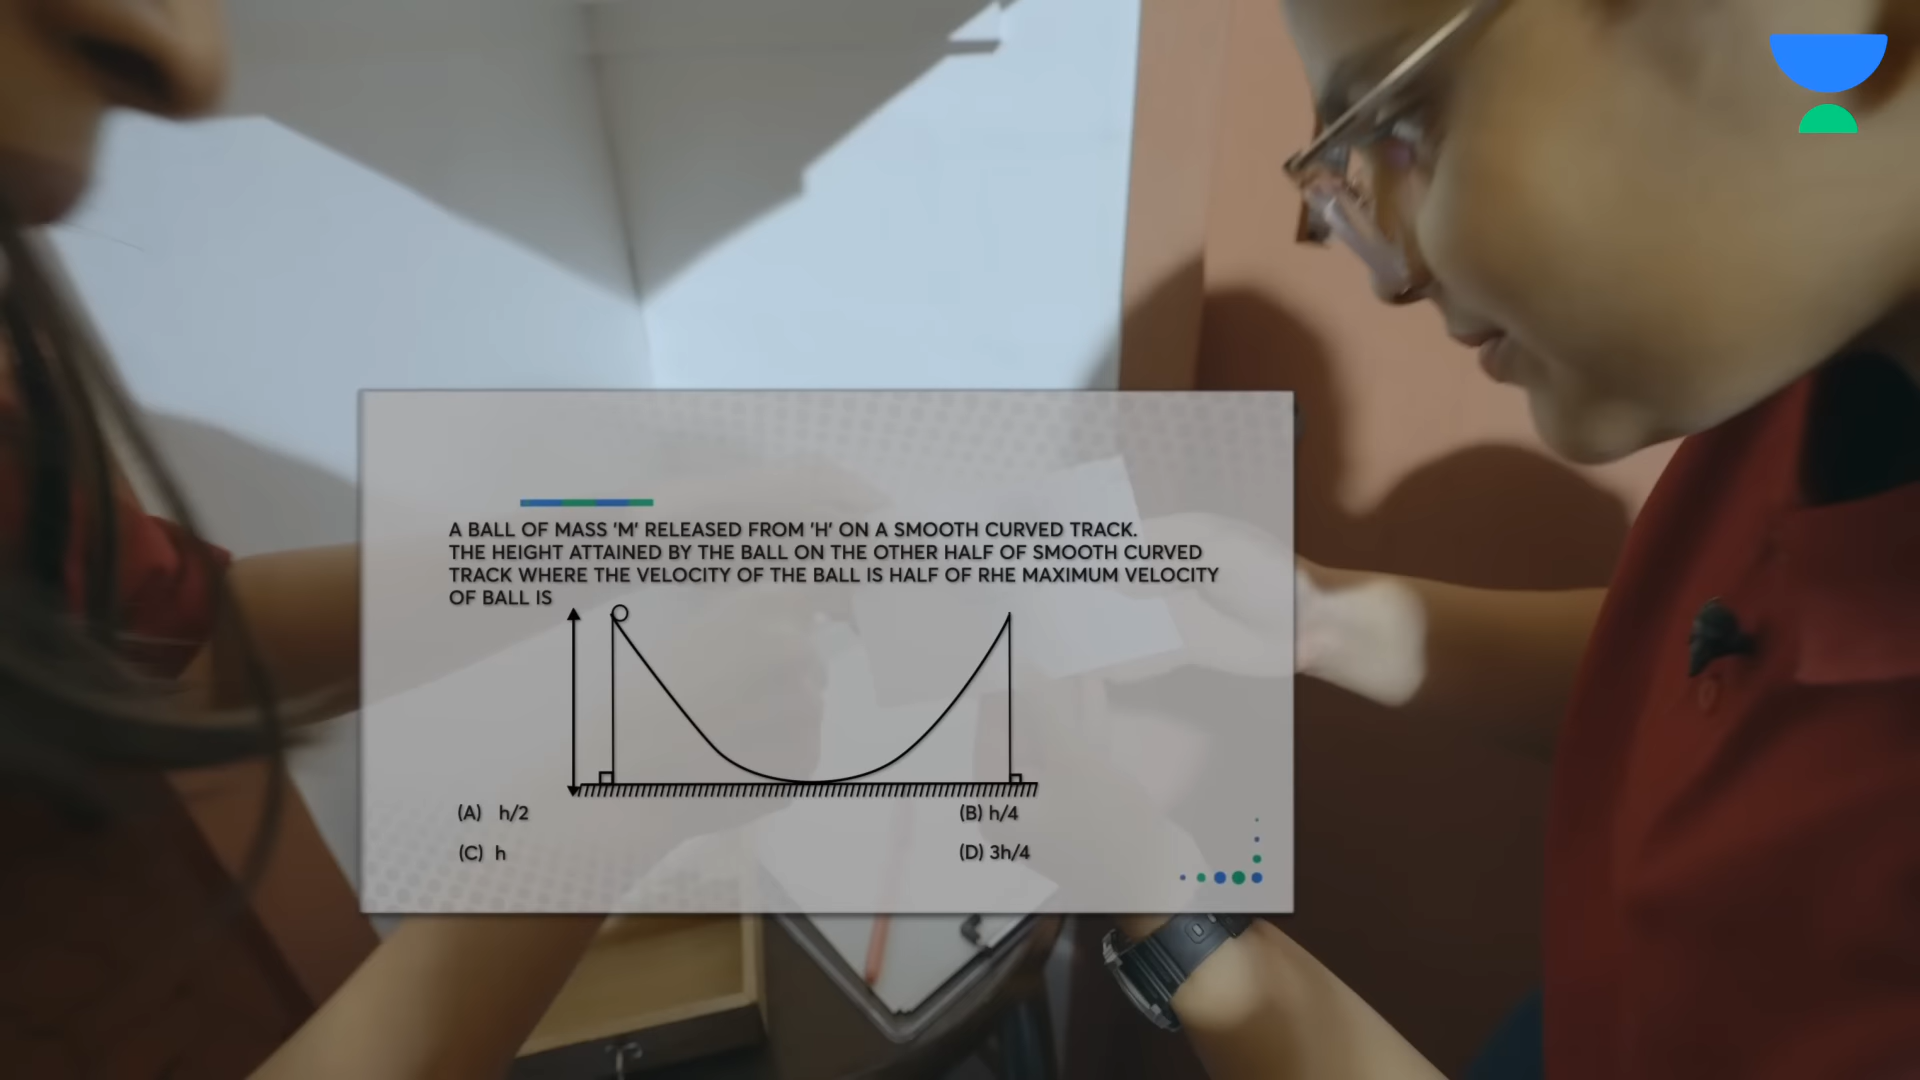 A BALL OF MASS 'M' RELEASED FROM 'H' ON A SMOOTH CURVED TRACK.
THE HEIGHT ATTAINED BY THE BALL ON THE OTHER HALF OF SMOOTH CURVED
TRACK WHERE THE VELOCITY OF THE BALL IS HALF OF RHE MAXIMUM VELOCITY
OF BALL IS
(A) h/2
(B) h/4
(C) h
(D) 3h/4